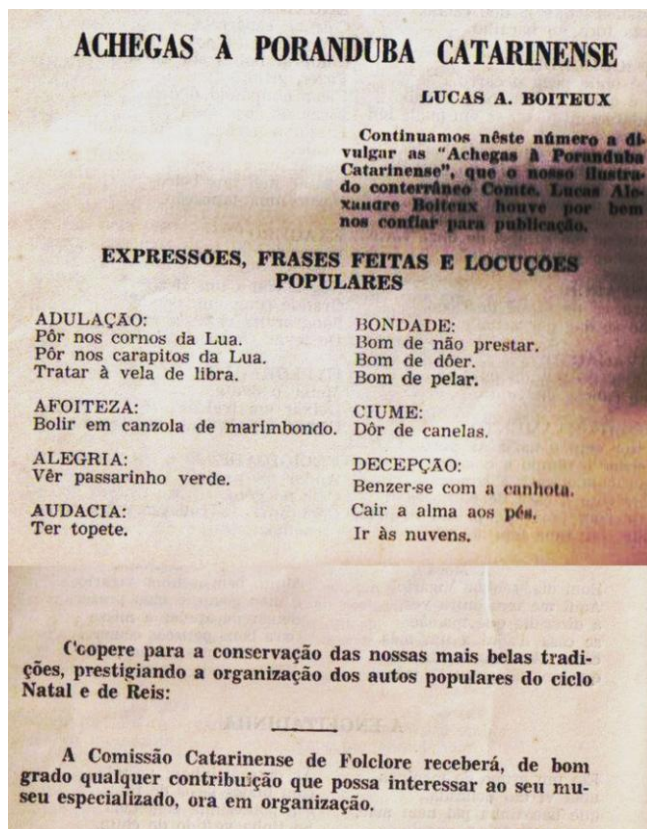 ACHEGAS À PORANDUBA CATARINENSE
LUCAS A. BOITEUX
Continuamos nêste número a di-
vulgar as "Achegas à Poranduba
Catarinense", que o nosso ilustra-
do conterrâneo Comte. Lucas Ale-
xandre Boiteux houve por bem
nos confiar para publicação.
EXPRESSÕES, FRASES FEITAS E LOCUÇÕES
POPULARES
ADULAÇÃO:
Pôr nos cornos da Lua.
Pôr nos carapitos da Lua.
Tratar à vela de libra.
AFOITEZA:
Bolir em canzola de marimbondo.
ALEGRIA:
Vêr passarinho verde.
AUDACIA:
Ter topete.
BONDADE:
Bom de não prestar.
Bom de dôer.
Bom de pelar.
CIUME:
Dôr de canelas.
DECEPÇÃO:
Benzer-se com a canhota.
Cair a alma aos pés.
Ir às nuvens.
Ccopere para a conservação das nossas mais belas tradi-
ções, prestigiando a organização dos autos populares do ciclo
Natal e de Reis:
A Comissão Catarinense de Folclore receberá, de bom
grado qualquer contribuição que possa interessar ao seu mu-
seu especializado, ora em organização.